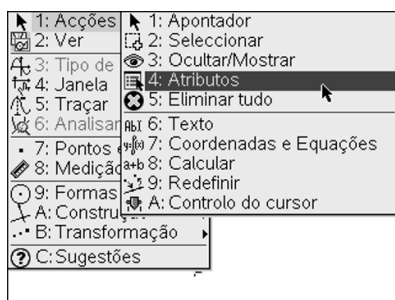 1: Acções
2: Ver
3: Tipo de
4: Janela
5: Traçar
6: Analisar
7: Pontos
8: Medição
9: Formas
A: Construç
B: Transformação
C: Sugestões
1: Apontador
2: Seleccionar
3: Ocultar/Mostrar
4: Atributos
5: Eliminar tudo
6: Texto
7: Coordenadas e Equações
8: Calcular
9: Redefinir
A: Controlo do cursor